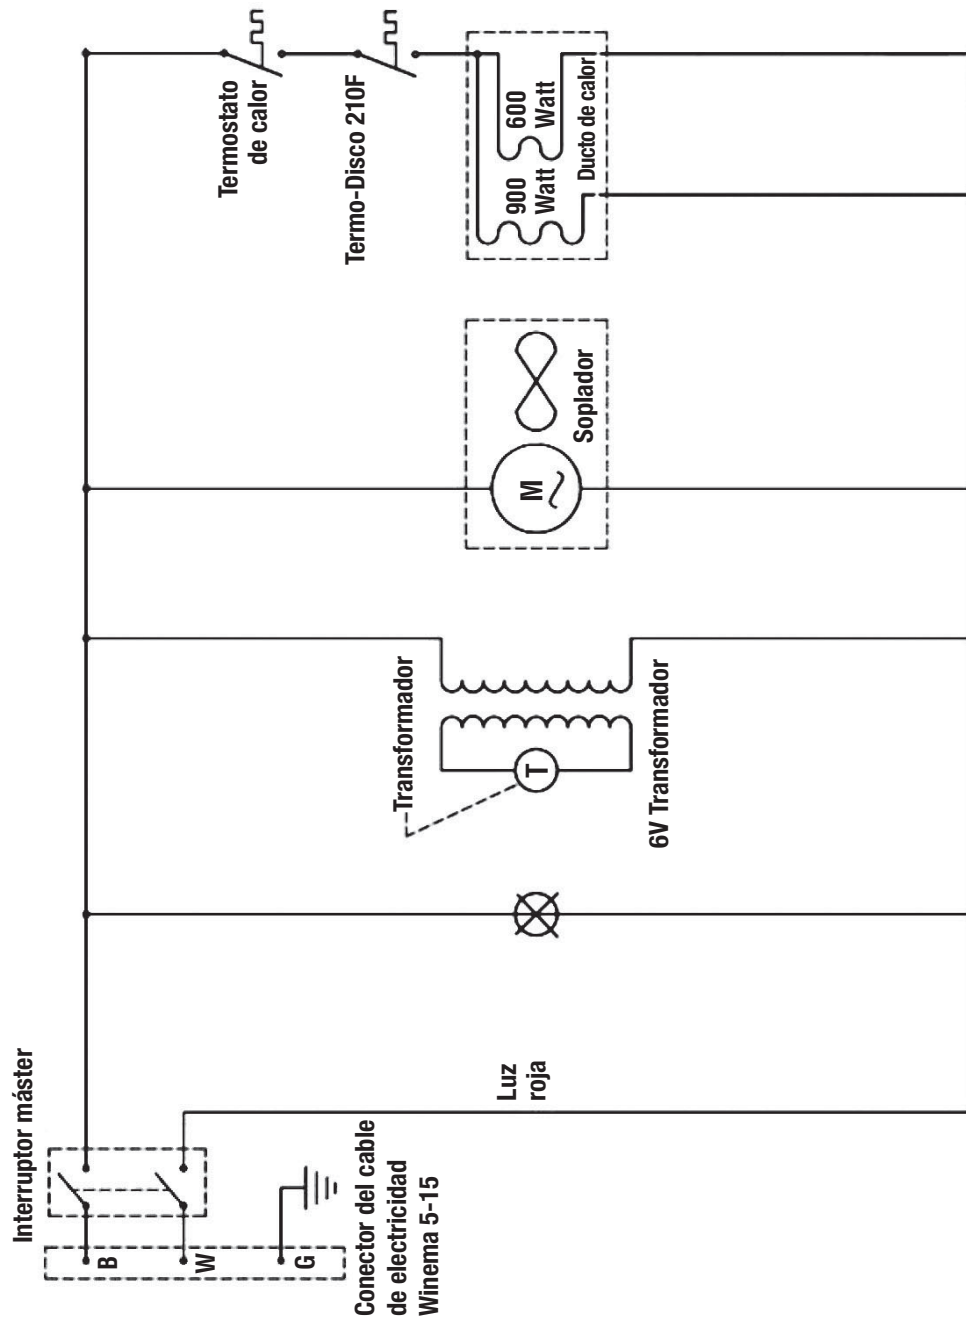 Interruptor máster
B
W
G
Conector del cable
de electricidad
Winema 5-15
Luz
roja
Transformador
T
6V Transformador
M
Soplador
Termostato
de calor
Termo-Disco 210F
900
Watt
600
Watt
Ducto de calor